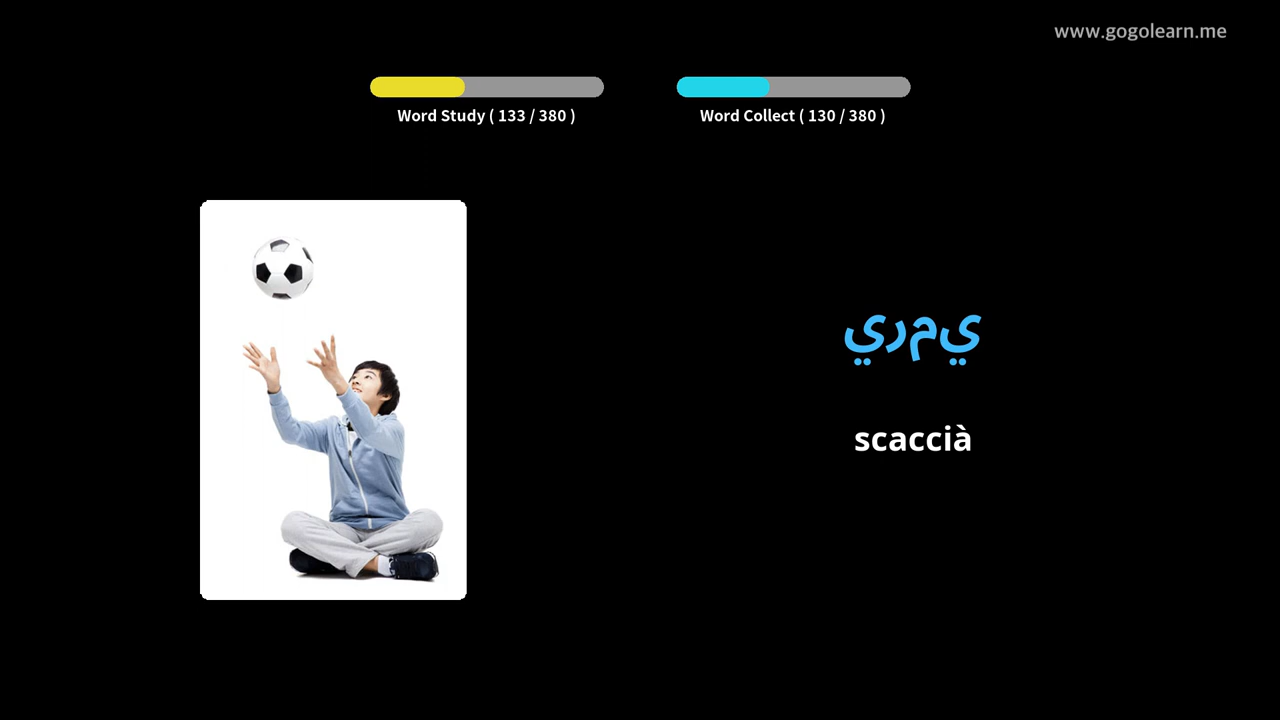 www.gogolearn.me
Word Study ( 133 / 380 )
Word Collect ( 130 / 380 )
يرمي
scaccià